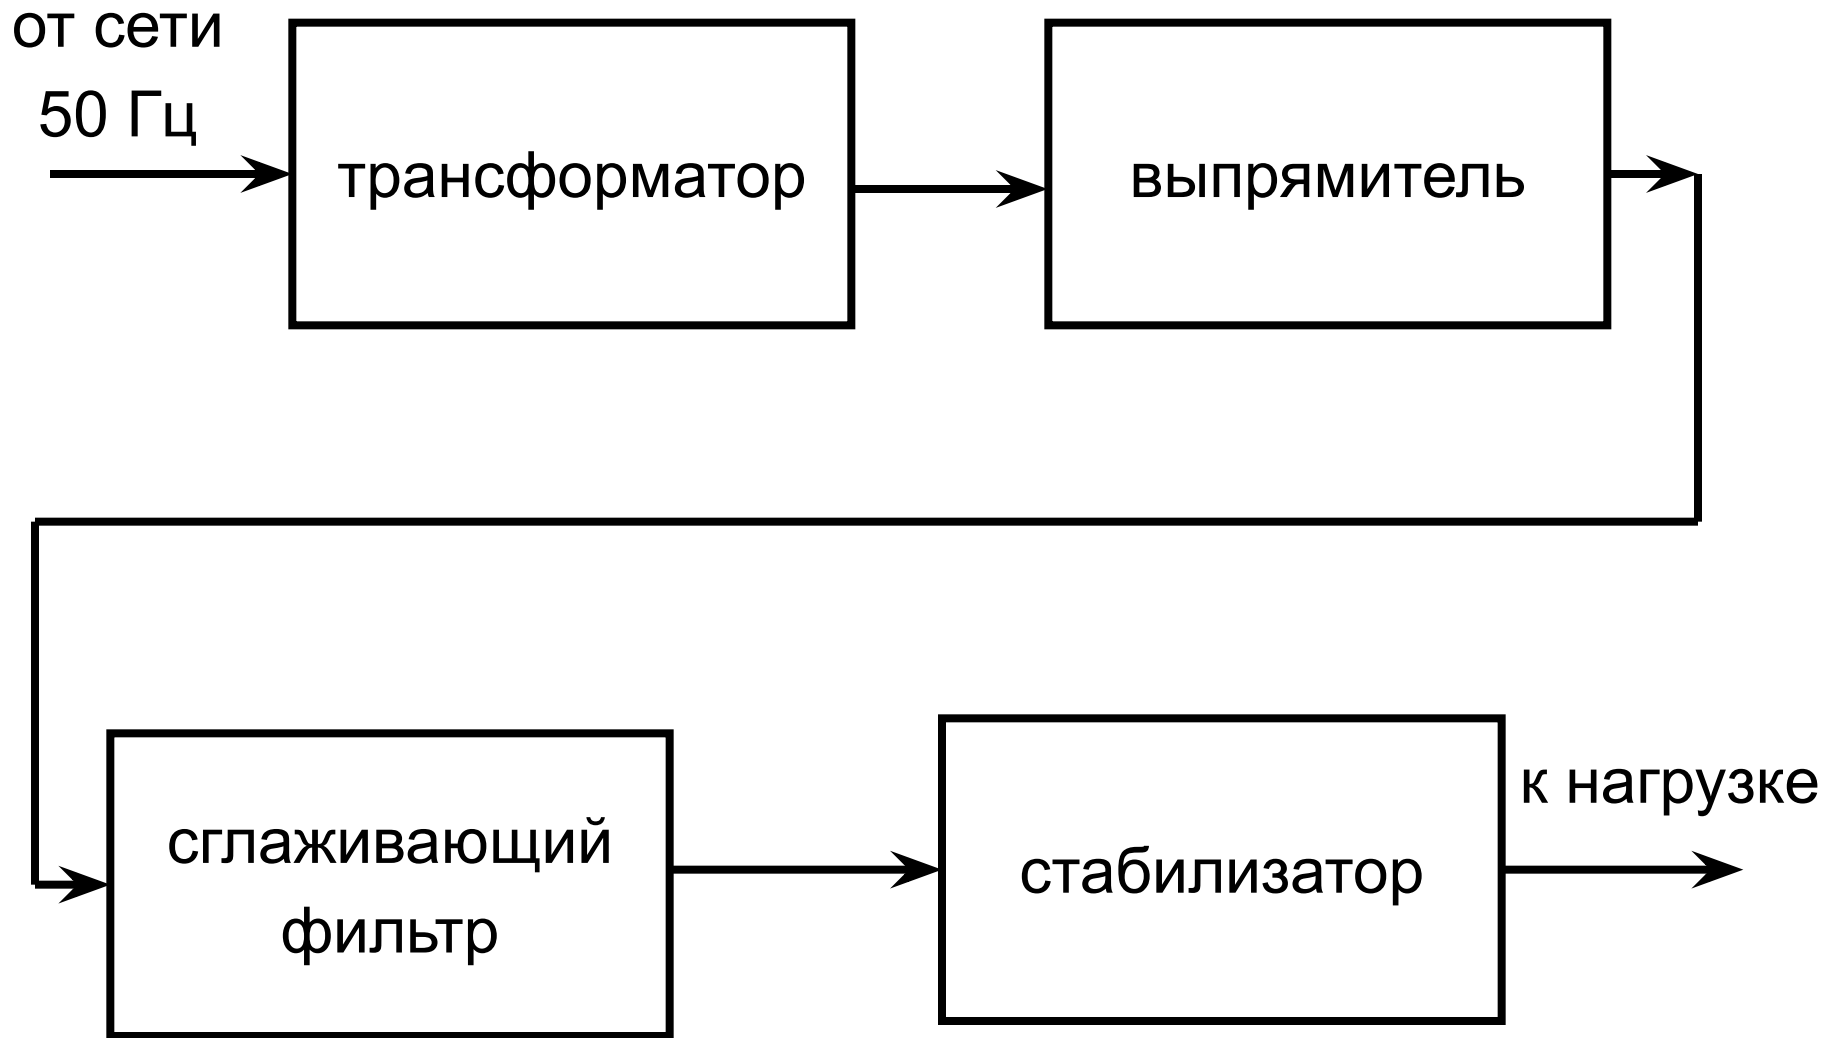 от сети
50 Гц
трансформатор
выпрямитель
сглаживающий
фильтр
стабилизатор
к нагрузке